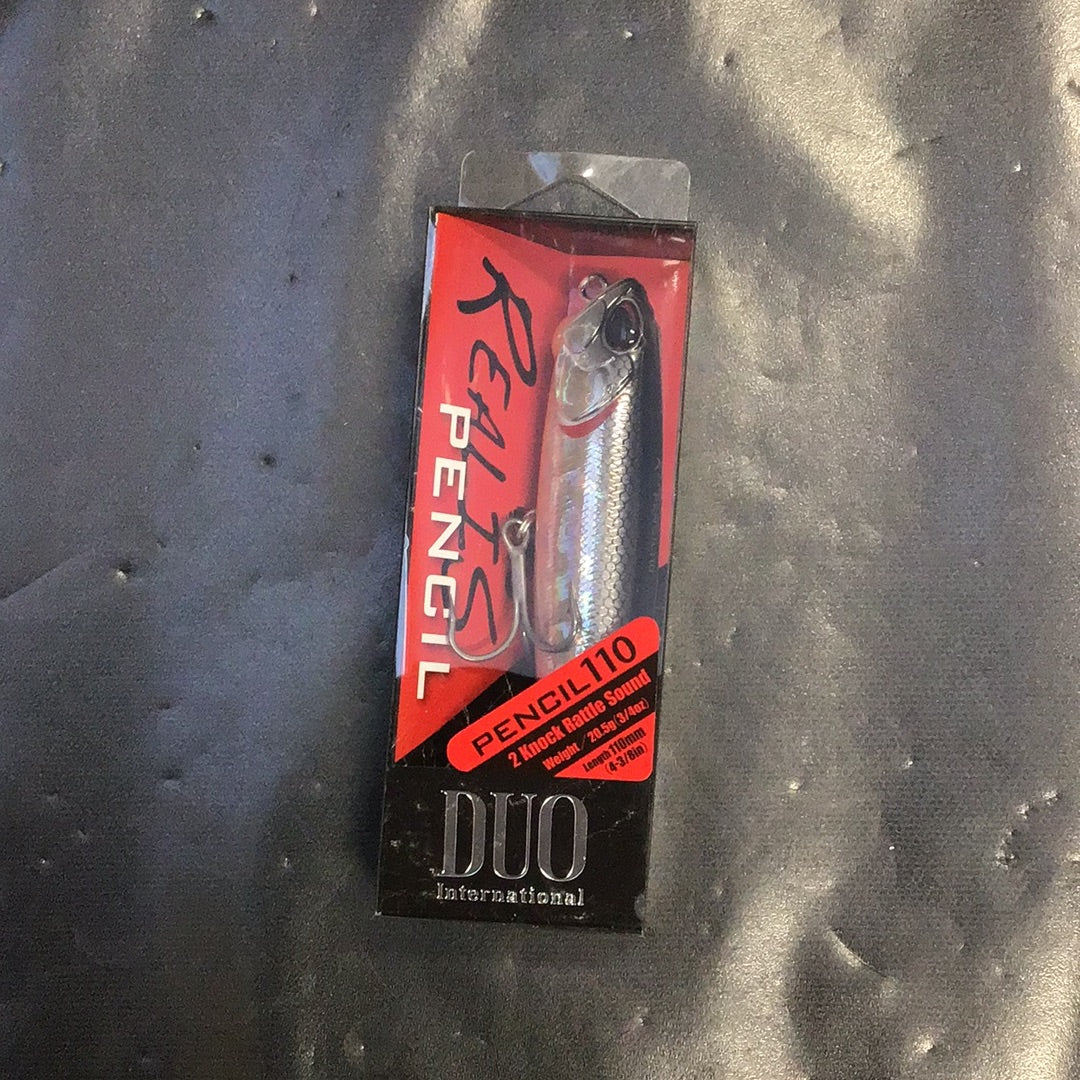 REALIS
PENCIL
PENCIL110
2 Knock Rattle Sound
Weight／20.5g(3/4oz)
Length 110mm
(4-3/8in)
DUO
International